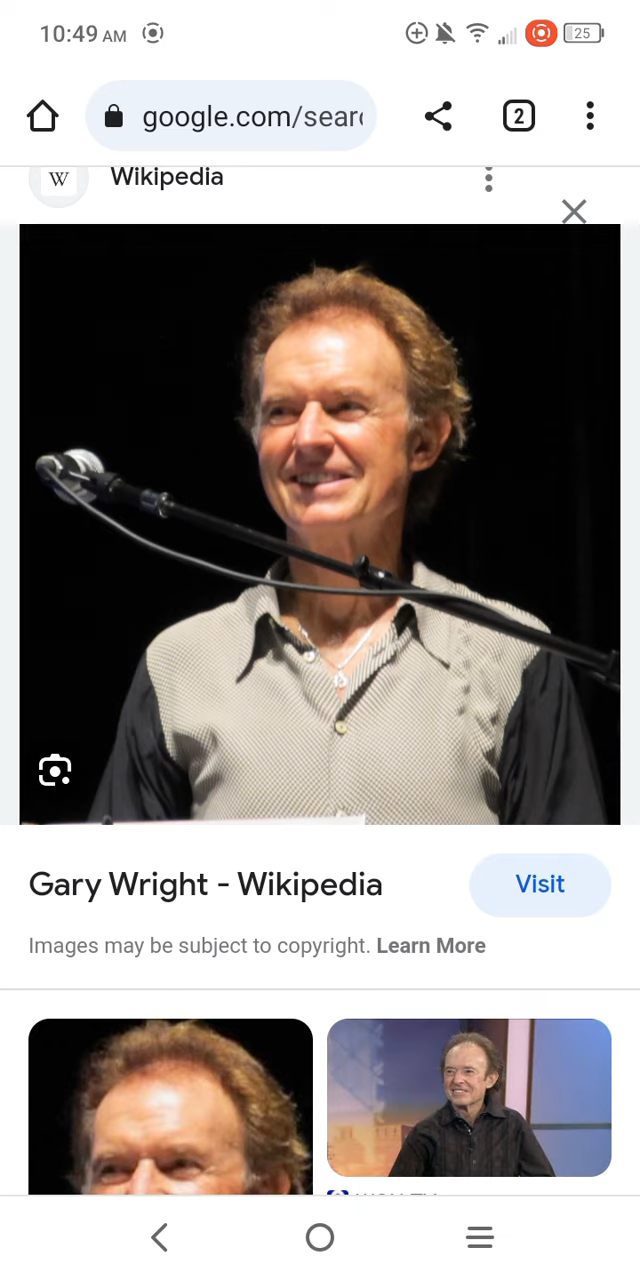 10:49 AM
25
google.com/sear
2
W
Wikipedia
Gary Wright - Wikipedia
Visit
Images may be subject to copyright. Learn More